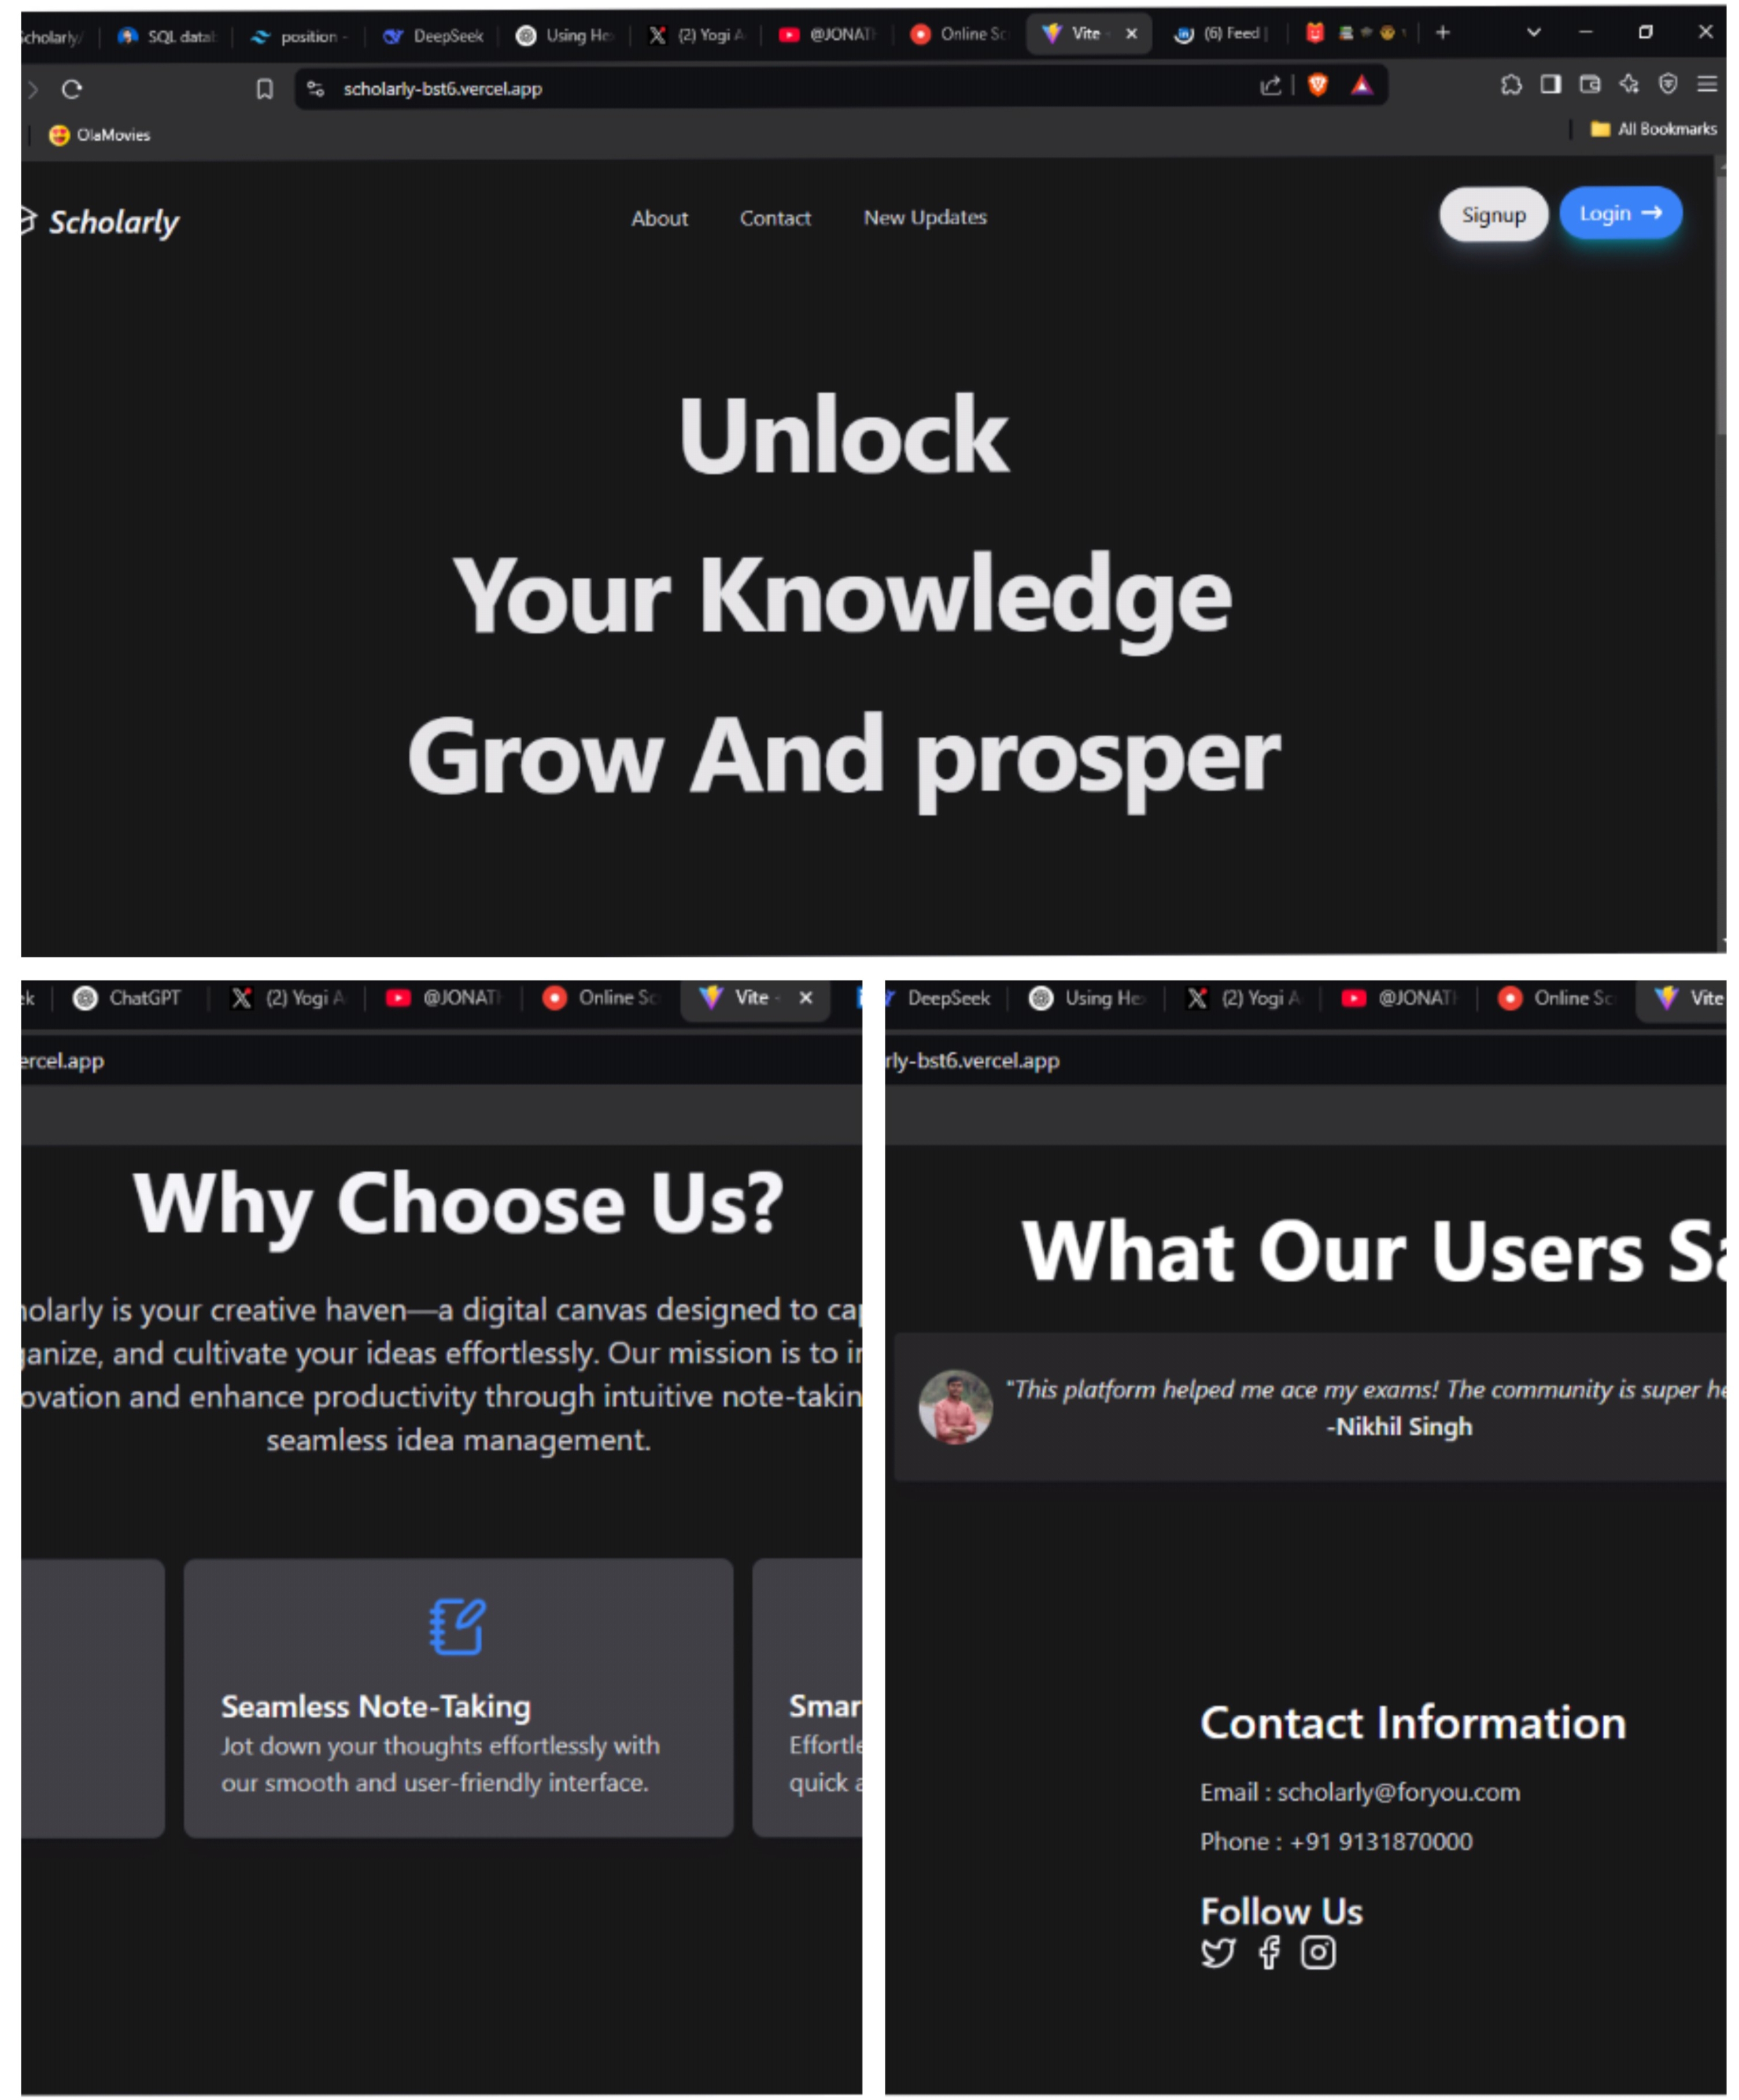 Scholarly/ SQL datal position - DeepSeek Using He (2) Yogi A @JONAT Online Sc Vite - (6) Feed |
scholarly-bst6.vercel.app
OlaMovies All Bookmarks
Scholarly About Contact New Updates Signup Login →
Unlock
Your Knowledge
Grow And prosper
ek ChatGPT (2) Yogi A @JONAT Online Sc Vite -
ercel.app
Why Choose Us?
holarly is your creative haven—a digital canvas designed to cap
ganize, and cultivate your ideas effortlessly. Our mission is to in
ovation and enhance productivity through intuitive note-takin
seamless idea management.
Seamless Note-Taking
Jot down your thoughts effortlessly with
our smooth and user-friendly interface.
Smar
Effortle
quick a
DeepSeek Using He (2) Yogi A @JONAT Online Sc Vite
rly-bst6.vercel.app
What Our Users Sa
"This platform helped me ace my exams! The community is super he
-Nikhil Singh
Contact Information
Email : scholarly@foryou.com
Phone : +91 9131870000
Follow Us